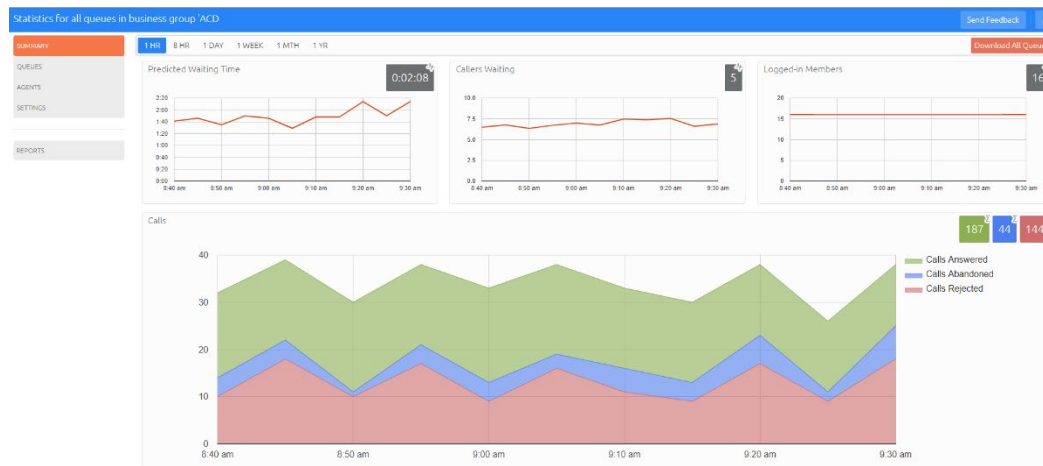 Statistics for all queues in business group 'ACD
Send Feedback
SUMMARY
QUEUES
AGENTS
SETTINGS
REPORTS
1 HR 8 HR 1 DAY 1 WEEK 1 MTH 1 YR
Download All Queue
Predicted Waiting Time
0:02:08
2:20
2:00
1:40
1:20
1:00
0:40
0:20
0:00
8:40 am 8:50 am 9:00 am 9:10 am 9:20 am 9:30 am
Callers Waiting
5
10.0
7.5
5.0
2.5
0.0
8:40 am 8:50 am 9:00 am 9:10 am 9:20 am 9:30 am
Logged-in Members
16
20
15
10
5
0
8:40 am 8:50 am 9:00 am 9:10 am 9:20 am 9:30 am
Calls
187 44 144
Calls Answered
Calls Abandoned
Calls Rejected
40
30
20
10
0
8:40 am 8:50 am 9:00 am 9:10 am 9:20 am 9:30 am